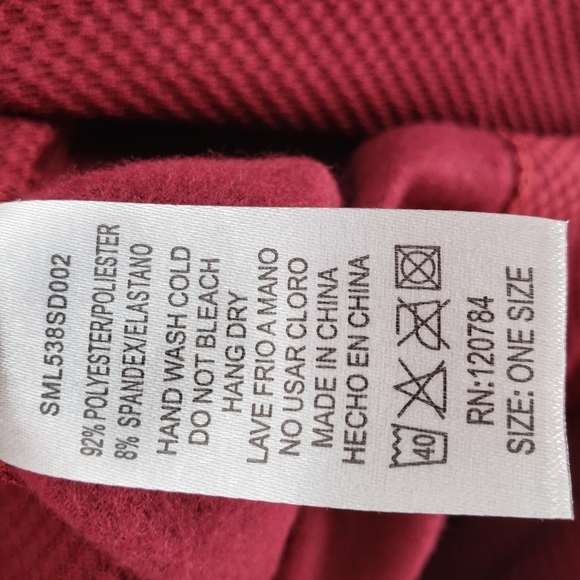 SML538SD002
92% POLYESTER/POLIESTER
8% SPANDEX/ELASTANO
HAND WASH COLD
DO NOT BLEACH
HANG DRY
LAVE FRIO A MANO
NO USAR CLORO
MADE IN CHINA
HECHO EN CHINA
40
RN:120784
SIZE: ONE SIZE